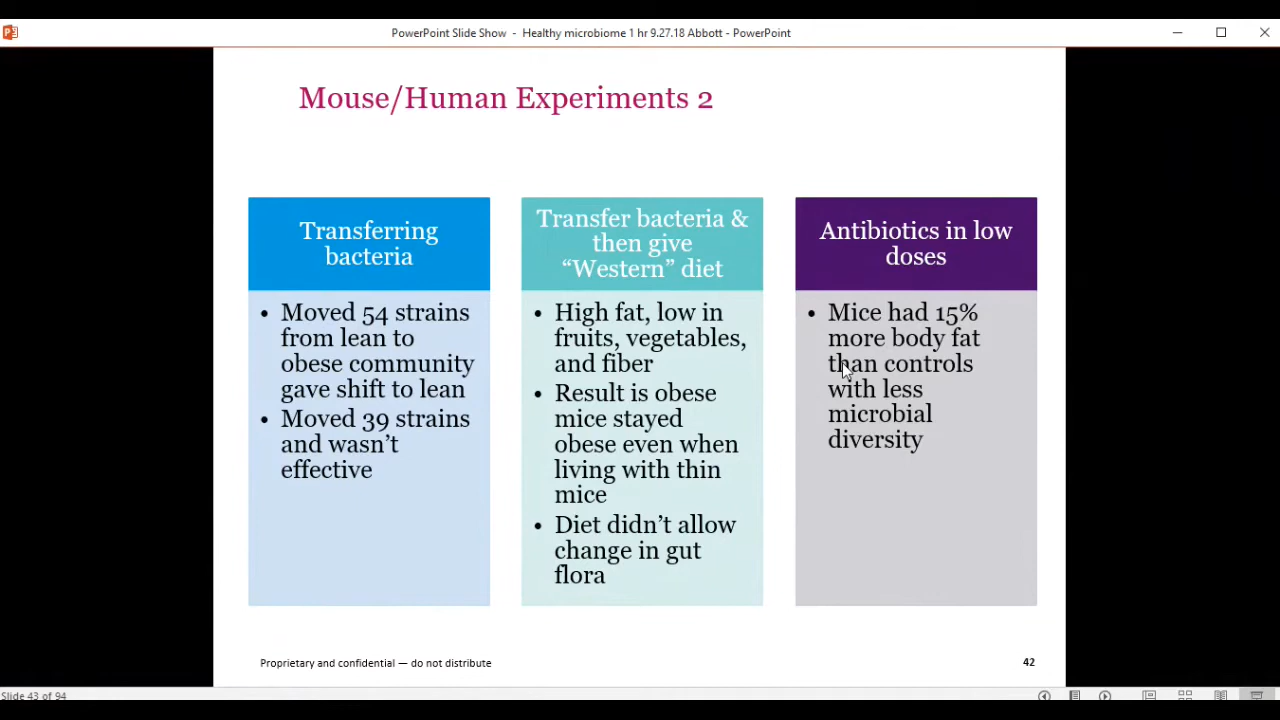 PowerPoint Slide Show - Healthy microbiome 1 hr 9.27.18 Abbott - PowerPoint
Mouse/Human Experiments 2
Transferring
bacteria
• Moved 54 strains
from lean to
obese community
gave shift to lean
• Moved 39 strains
and wasn’t
effective
Transfer bacteria &
then give
“Western” diet
• High fat, low in
fruits, vegetables,
and fiber
• Result is obese
mice stayed
obese even when
living with thin
mice
• Diet didn’t allow
change in gut
flora
Antibiotics in low
doses
• Mice had 15%
more body fat
than controls
with less
microbial
diversity
Proprietary and confidential — do not distribute
42
Slide 43 of 94